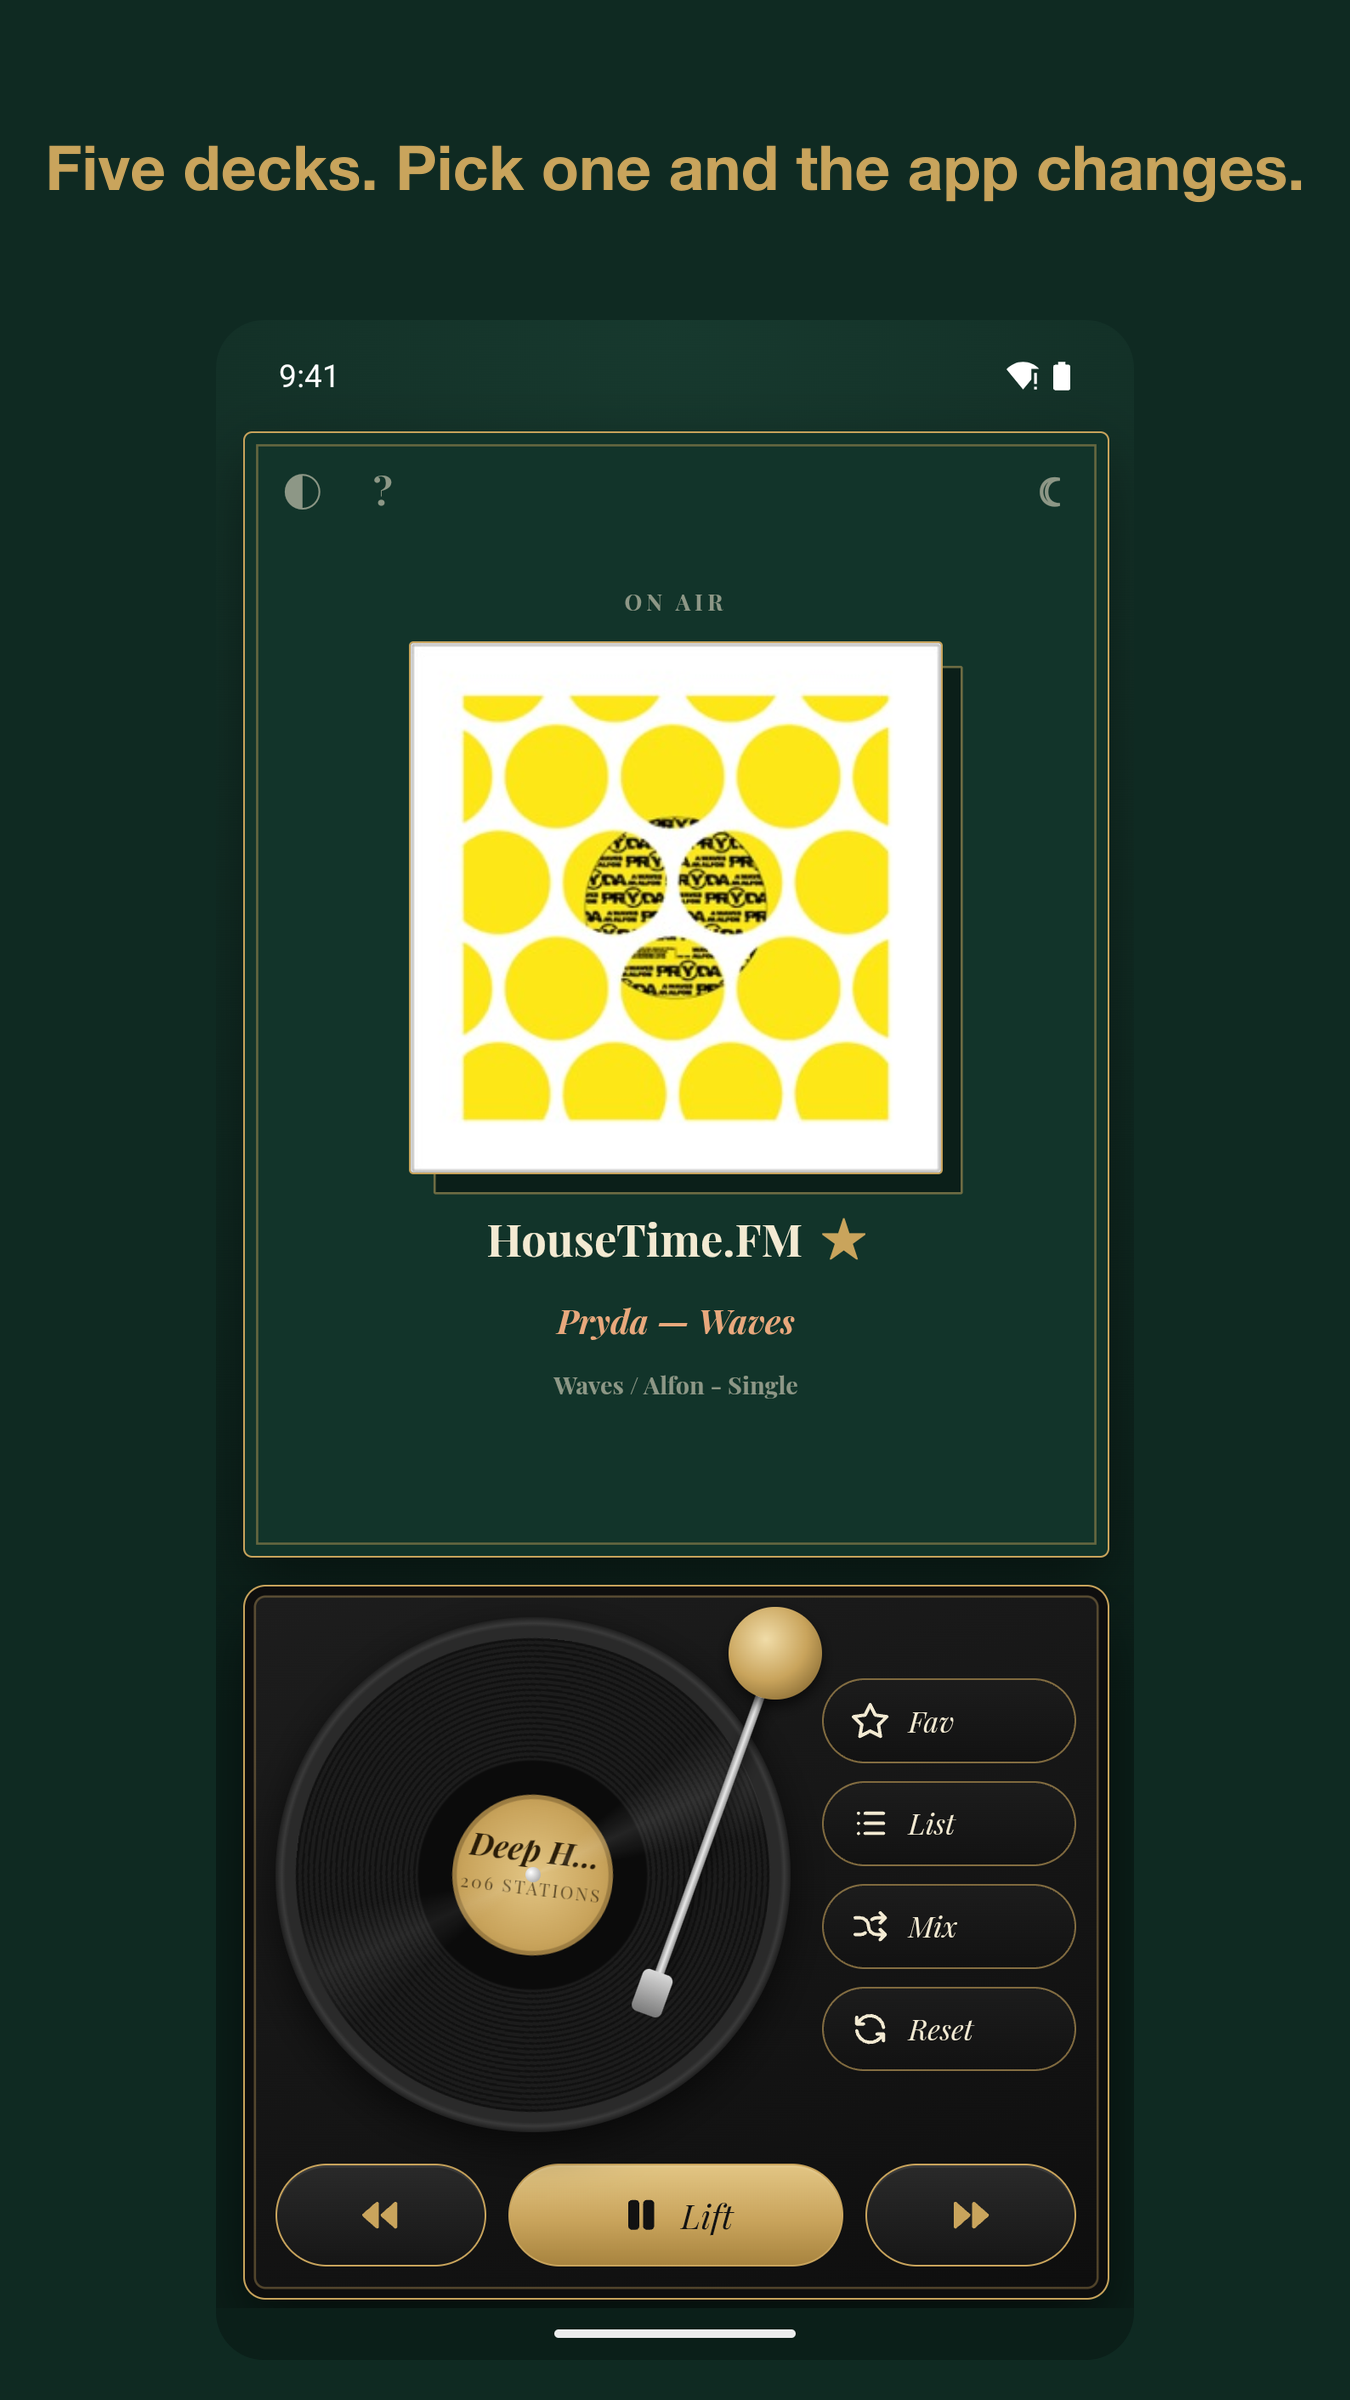 Five decks. Pick one and the app changes.
9:41
?
ON AIR
PRYDA
HouseTime.FM
Pryda — Waves
Waves / Alfon - Single
Deep H...
206 STATIONS
Fav
List
Mix
Reset
Lift